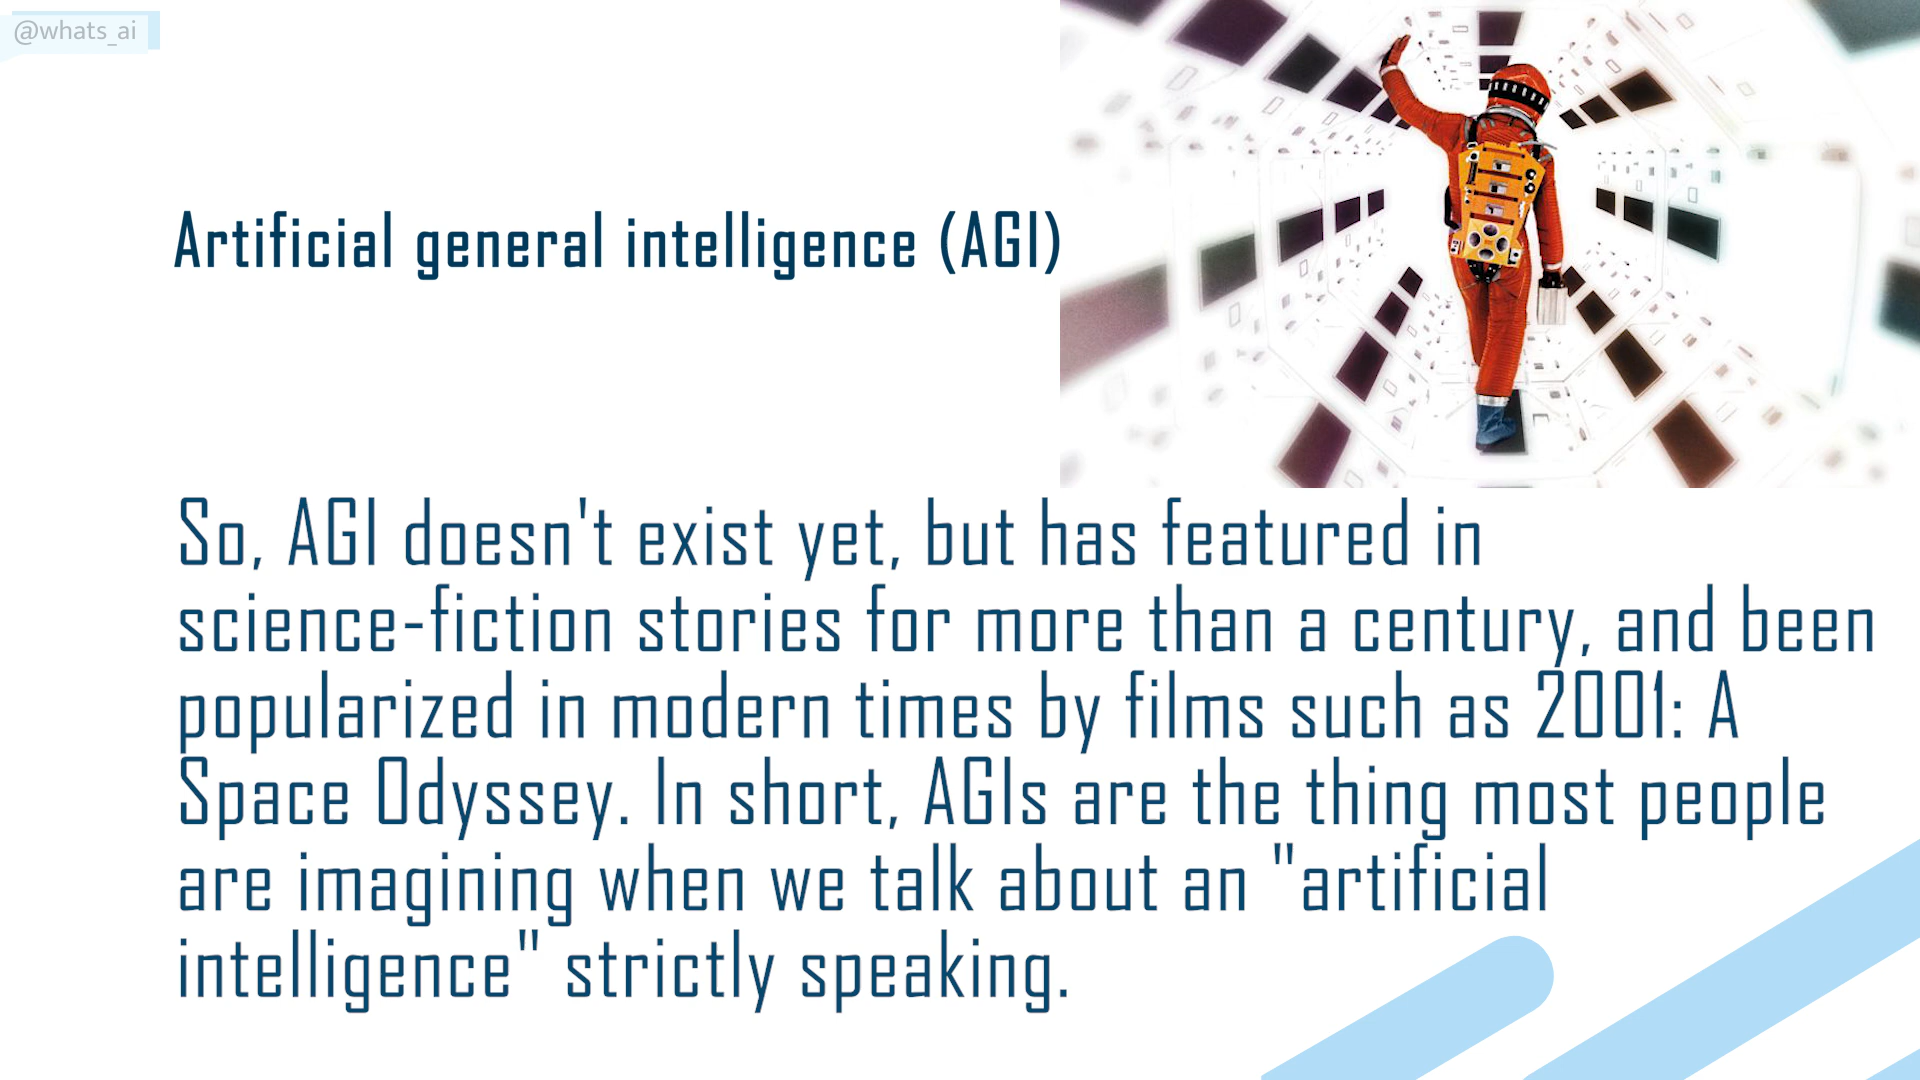 @whats_ai
Artificial general intelligence (AGI)
So, AGI doesn't exist yet, but has featured in
science-fiction stories for more than a century, and been
popularized in modern times by films such as 2001: A
Space Odyssey. In short, AGIs are the thing most people
are imagining when we talk about an "artificial
intelligence" strictly speaking.